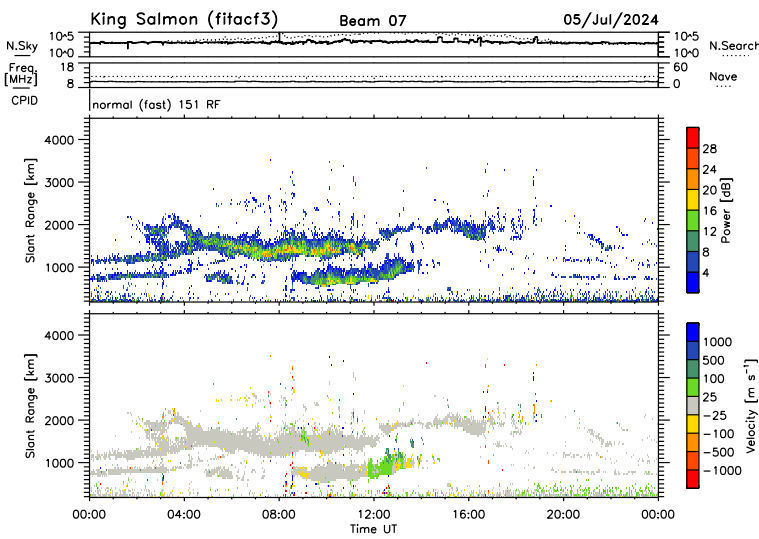 King Salmon (fitacf3) Beam 07 05/Jul/2024
N.Sky 10^5 10^0 10^5 10^0 N.Search
Freq. [MHz] 18 8 60 0 Nave
CPID normal (fast) 151 RF
Slant Range [km] 4000 3000 2000 1000
Power [dB] 28 24 20 16 12 8 4
Slant Range [km] 4000 3000 2000 1000
Velocity [m s^-1] 1000 500 100 25 -25 -100 -500 -1000
00:00 04:00 08:00 12:00 16:00 20:00 00:00
Time UT